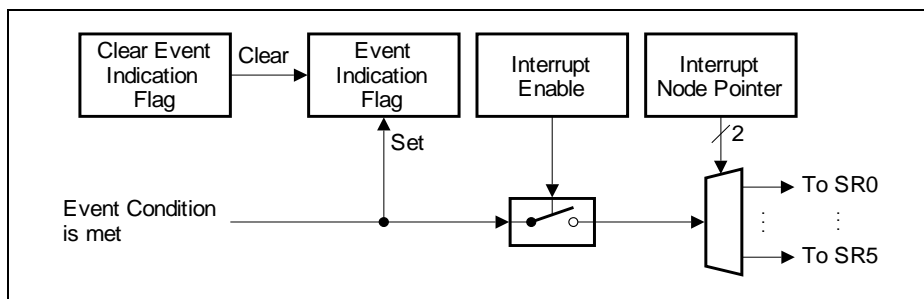 Clear Event
Indication
Flag
Clear
Event
Indication
Flag
Interrupt
Enable
Interrupt
Node Pointer
Set
2
Event Condition
is met
To SR0
To SR5